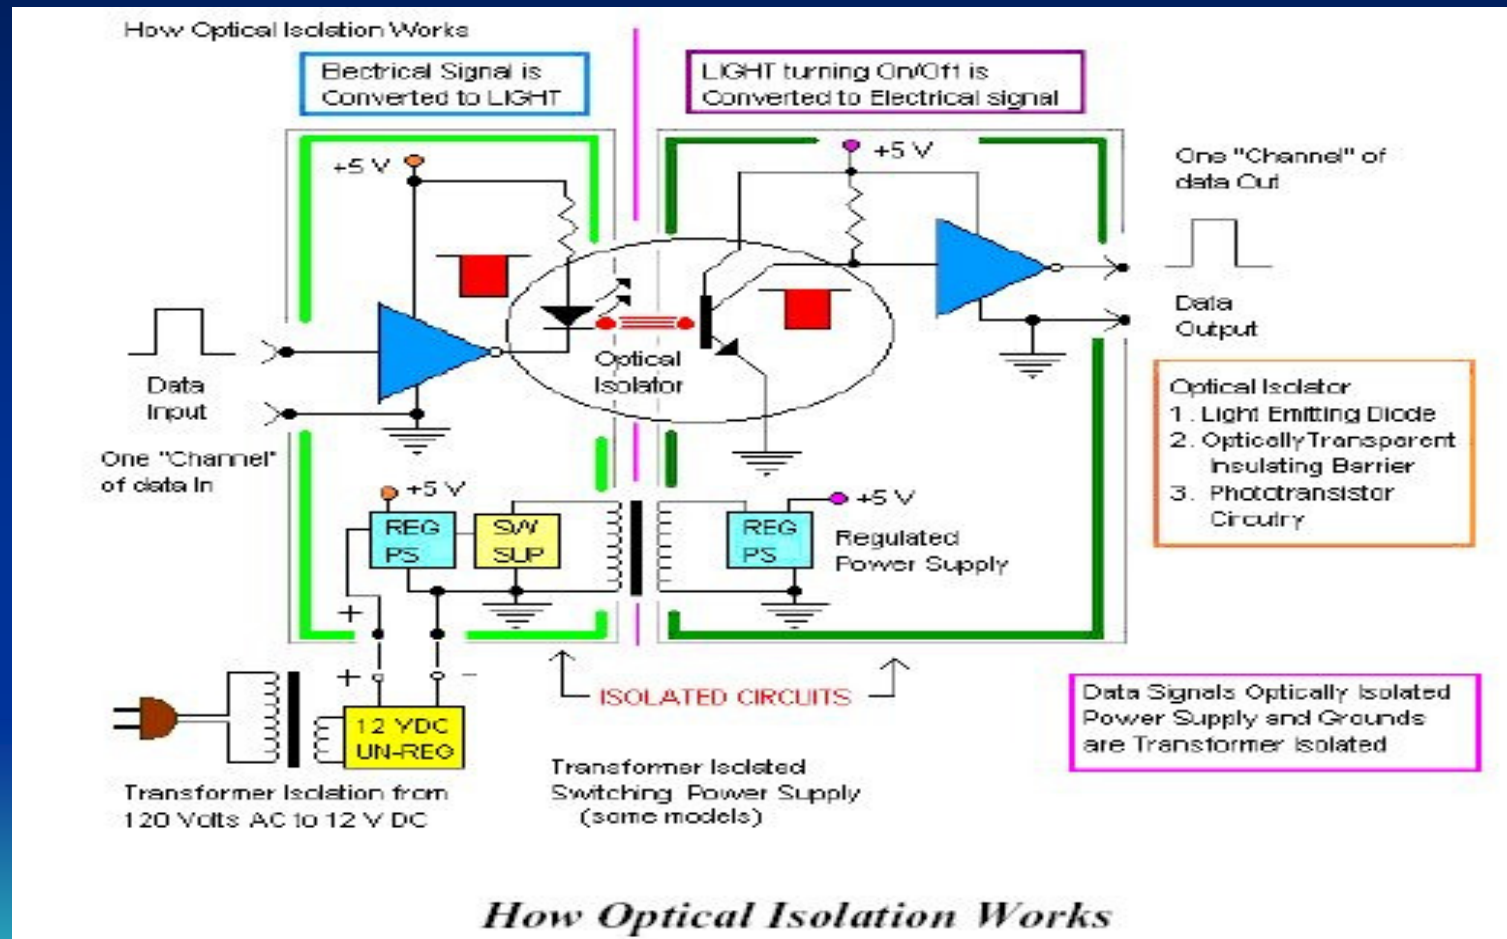 How Optical Isolation Works
Electrical Signal is
Converted to LIGHT
LIGHT turning On/Off is
Converted to Electrical signal
+5 V
+5 V
One "Channel" of
data Out
Data
Output
Data
Input
One "Channel"
of data In
Optical
Isolator
Optical Isolator
1. Light Emitting Diode
2. Optically Transparent
Insulating Barrier
3. Phototransistor
Circutry
+5 V
REG
PS
SW
SUP
REG
PS
+5 V
Regulated
Power Supply
+
+
-
12 VDC
UN-REG
ISOLATED CIRCUITS
Data Signals Optically Isolated
Power Supply and Grounds
are Transformer Isolated
Transformer Isolation from
120 Volts AC to 12 V DC
Transformer Isolated
Switching Power Supply
(some models)
How Optical Isolation Works